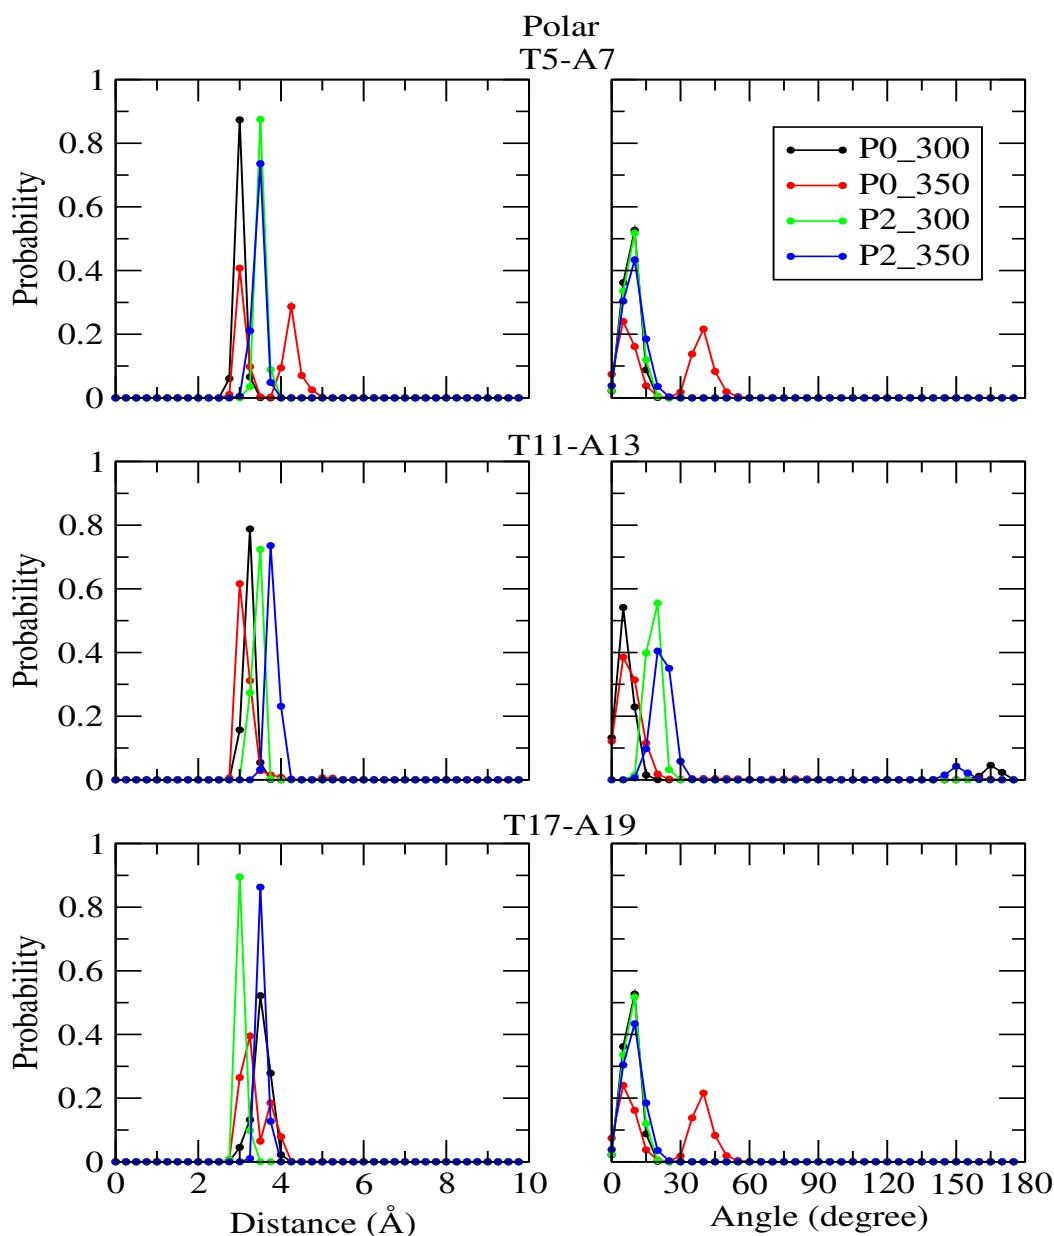 Polar
T5-A7
1
0.8
0.6
0.4
0.2
0
Probability
P0_300
P0_350
P2_300
P2_350
T11-A13
1
0.8
0.6
0.4
0.2
0
Probability
T17-A19
1
0.8
0.6
0.4
0.2
0
Probability
0 2 4 6 8 10
Distance (Å)
0 30 60 90 120 150 180
Angle (degree)